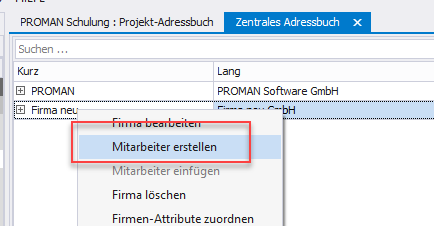 PROMAN Schulung : Projekt-Adressbuch Zentrales Adressbuch X
Suchen ...
Kurz Lang
PROMAN PROMAN Software GmbH
Firma neu Firma neu GmbH
Firma bearbeiten
Mitarbeiter erstellen
Mitarbeiter einfügen
Firma löschen
Firmen-Attribute zuordnen